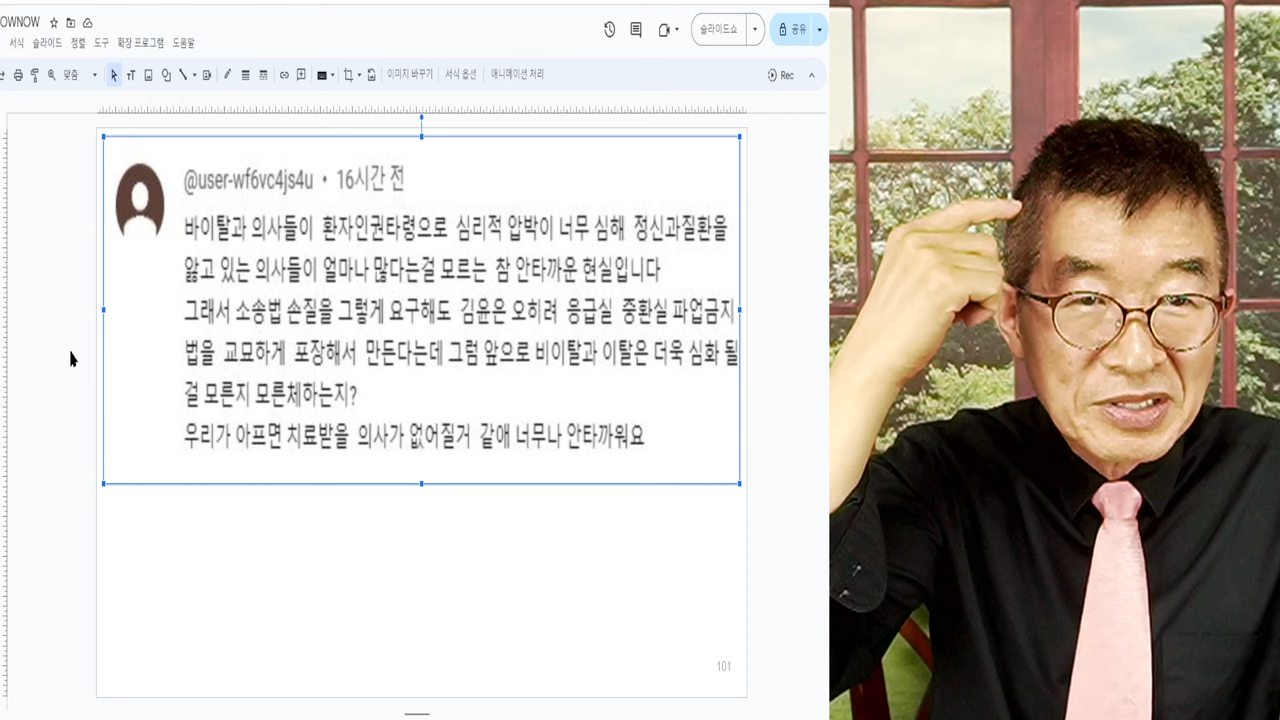 OWNOW
서식 슬라이드 정렬 도구 확장 프로그램 도움말
슬라이드쇼
공유
맞춤
이미지 바꾸기 서식 옵션 애니메이션 처리
Rec
@user-wf6vc4js4u • 16시간 전
바이탈과 의사들이 환자인권타령으로 심리적 압박이 너무 심해 정신과질환을
앓고 있는 의사들이 얼마나 많다는걸 모르는 참 안타까운 현실입니다
그래서 소송법 손질을 그렇게 요구해도 김윤은 오히려 응급실 중환실 파업금지
법을 교묘하게 포장해서 만든다는데 그럼 앞으로 비이탈과 이탈은 더욱 심화 될
걸 모른지 모른체하는지?
우리가 아프면 치료받을 의사가 없어질거 같애 너무나 안타까워요
101